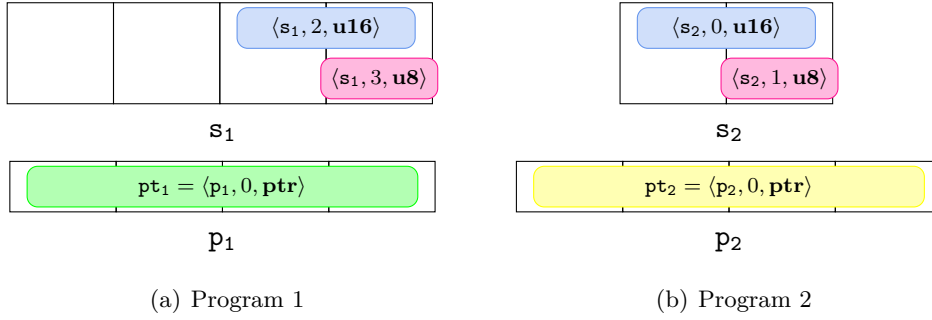 ⟨s₁, 2, u16⟩ ⟨s₂, 0, u16⟩
⟨s₁, 3, u8⟩ ⟨s₂, 1, u8⟩
s₁ s₂
pt₁ = ⟨p₁, 0, ptr⟩ pt₂ = ⟨p₂, 0, ptr⟩
p₁ p₂
(a) Program 1 (b) Program 2